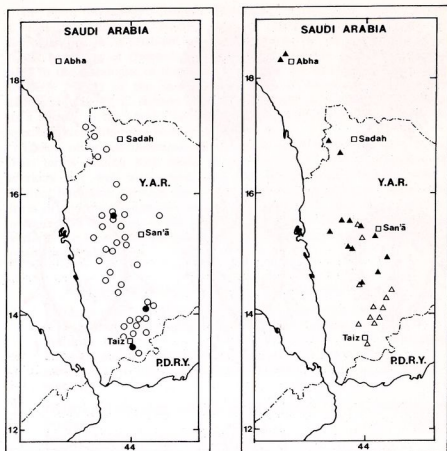 SAUDI ARABIA
Abha
18
Sadah
Y.A.R.
16
San'ā
14
Taiz
P.D.R.Y.
12
44
SAUDI ARABIA
Abha
18
Sadah
Y.A.R.
16
San'ā
14
Taiz
P.D.R.Y.
12
44